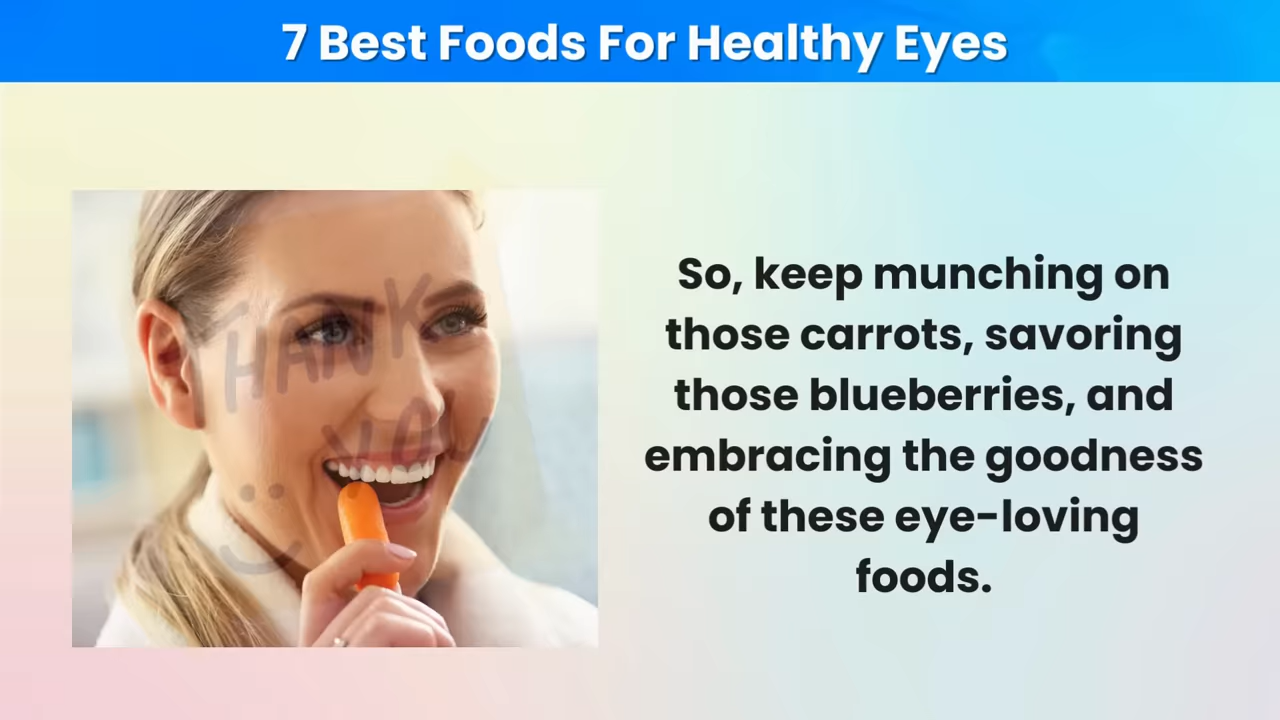 7 Best Foods For Healthy Eyes
THANK
YOU
So, keep munching on
those carrots, savoring
those blueberries, and
embracing the goodness
of these eye-loving
foods.